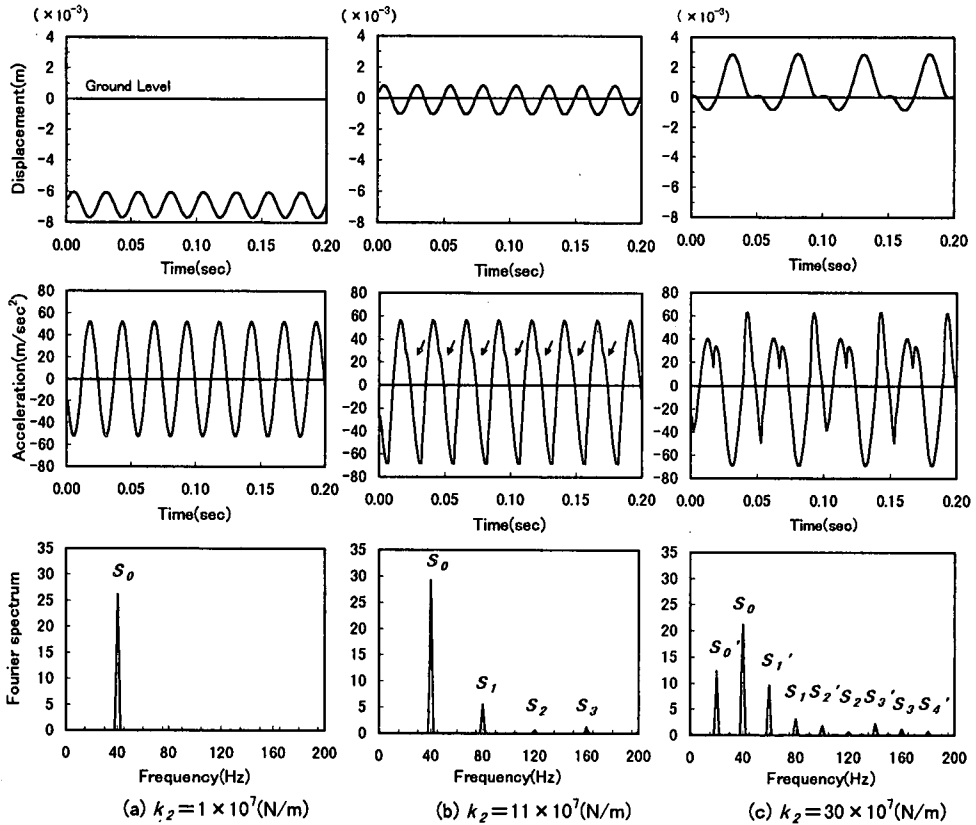 (×10⁻³)
4
2
0
-2
-4
-6
-8
Displacement(m)
Ground Level
0.00 0.05 0.10 0.15 0.20
Time(sec)
(×10⁻³)
4
2
0
-2
-4
-6
-8
0.00 0.05 0.10 0.15 0.20
Time(sec)
(×10⁻³)
4
2
0
-2
-4
-6
-8
0.00 0.05 0.10 0.15 0.20
Time(sec)
80
60
40
20
0
-20
-40
-60
-80
Acceleration(m/sec²)
0.00 0.05 0.10 0.15 0.20
Time(sec)
80
60
40
20
0
-20
-40
-60
-80
0.00 0.05 0.10 0.15 0.20
Time(sec)
80
60
40
20
0
-20
-40
-60
-80
0.00 0.05 0.10 0.15 0.20
Time(sec)
35
30
25
20
15
10
5
0
Fourier spectrum
S₀
0 40 80 120 160 200
Frequency(Hz)
35
30
25
20
15
10
5
0
S₀
S₁
S₂
S₃
0 40 80 120 160 200
Frequency(Hz)
35
30
25
20
15
10
5
0
S₀'
S₀
S₁'
S₁ S₂' S₂ S₃' S₃ S₄'
0 40 80 120 160 200
Frequency(Hz)
(a) k₂=1×10⁷(N/m)
(b) k₂=11×10⁷(N/m)
(c) k₂=30×10⁷(N/m)